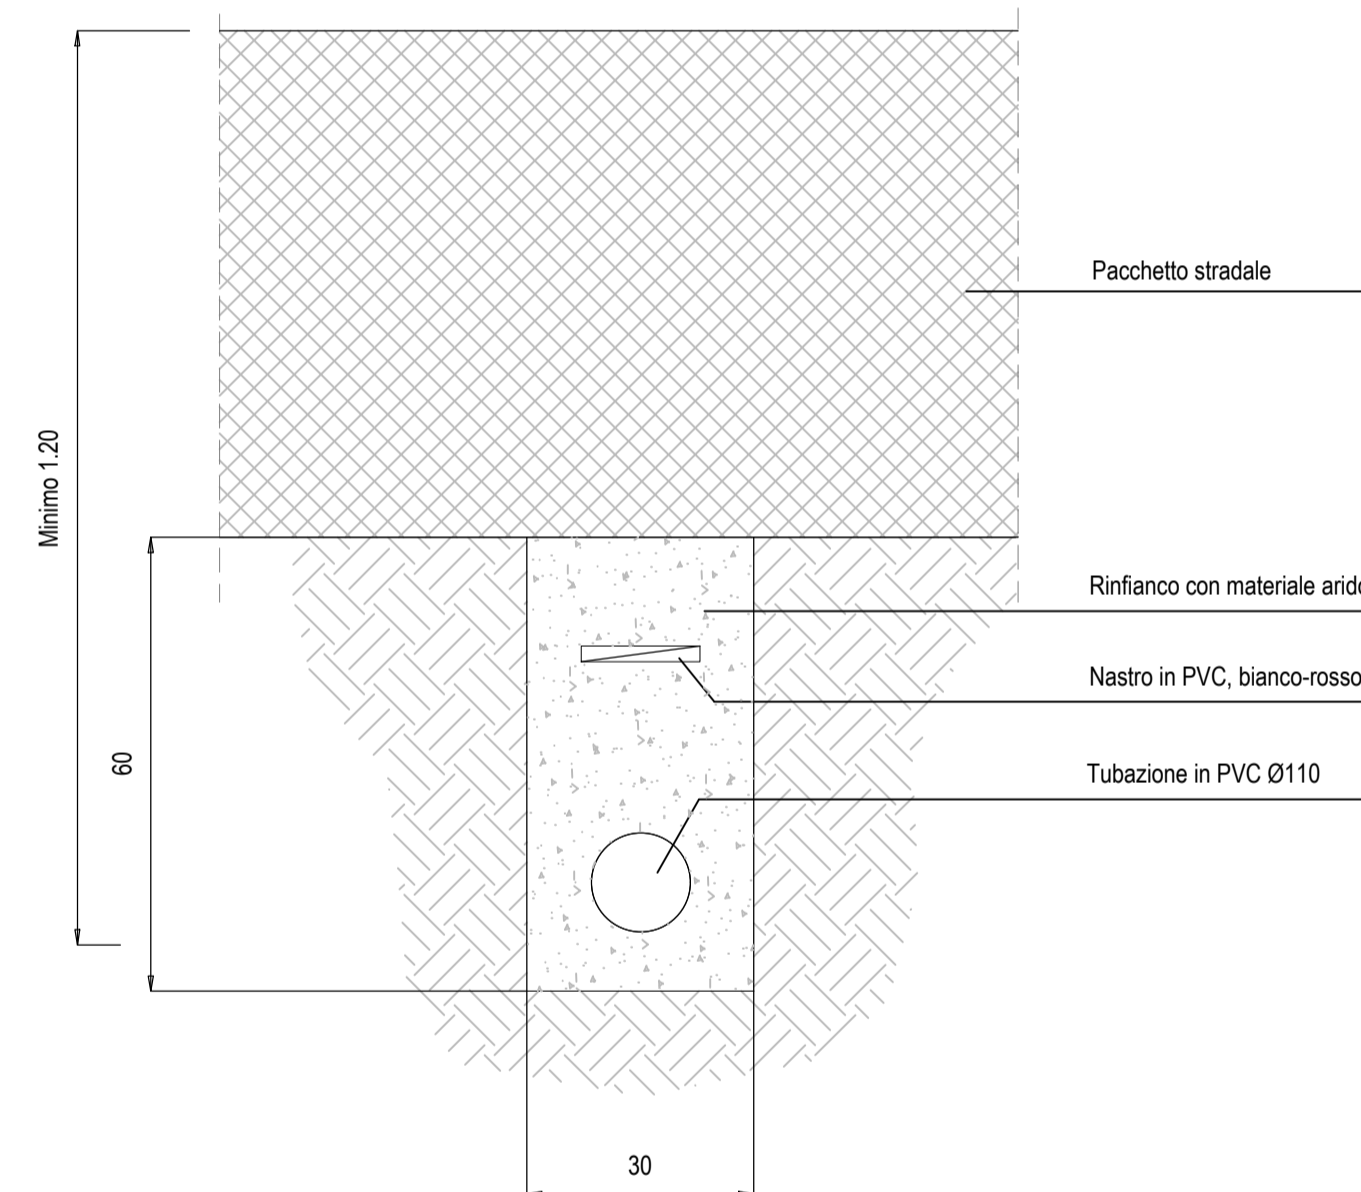 Pacchetto stradale
Minimo 1.20
Rinfianco con materiale arido
Nastro in PVC, bianco-rosso
60
Tubazione in PVC Ø110
30